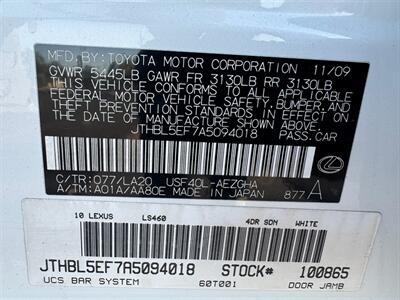 MFD.BY: TOYOTA MOTOR CORPORATION 11/09
GVWR 5445LB GAWR FR 3130LB RR 3130LB
THIS VEHICLE CONFORMS TO ALL APPLICABLE
FEDERAL MOTOR VEHICLE SAFETY, BUMPER, AND
THEFT PREVENTION STANDARDS IN EFFECT ON
THE DATE OF MANUFACTURE SHOWN ABOVE.
JTHBL5EF7A5094018 PASS.CAR
C/TR: 077/LA20 USF40L-AEZGHA
A/TM: A01A/AA80E MADE IN JAPAN 877 A
10 LEXUS LS460 4DR SDN WHITE
JTHBL5EF7A5094018 STOCK# 100865
UCS BAR SYSTEM 60T001 DOOR JAMB